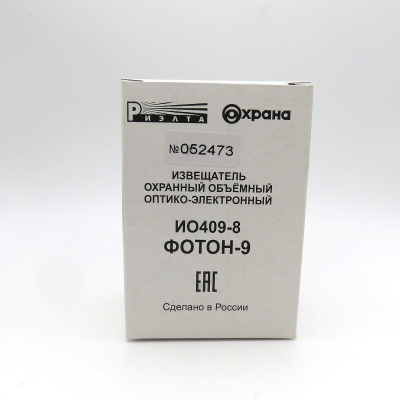 РИЭЛТА Охрана
№052473
ИЗВЕЩАТЕЛЬ
ОХРАННЫЙ ОБЪЁМНЫЙ
ОПТИКО-ЭЛЕКТРОННЫЙ
ИО409-8
ФОТОН-9
ЕАС
Сделано в России